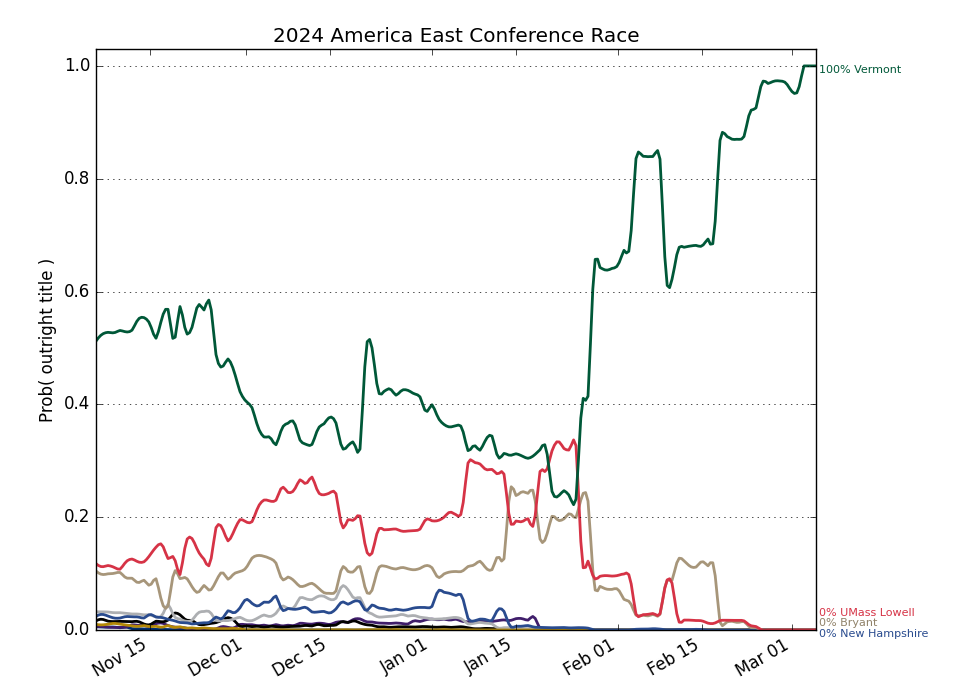 2024 America East Conference Race
Prob( outright title )
1.0
0.8
0.6
0.4
0.2
0.0
100% Vermont
0% UMass Lowell
0% Bryant
0% New Hampshire
Nov 15
Dec 01
Dec 15
Jan 01
Jan 15
Feb 01
Feb 15
Mar 01